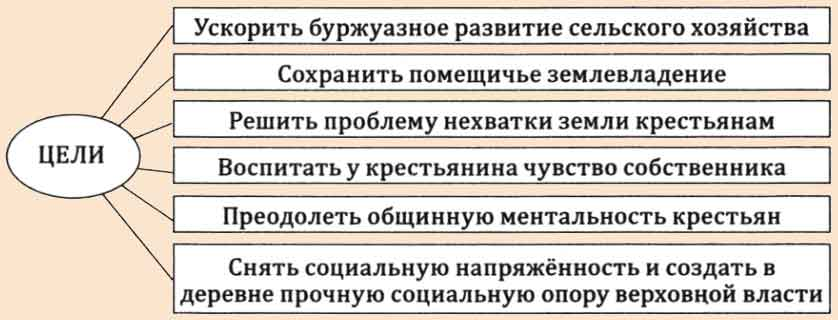 ЦЕЛИ
Ускорить буржуазное развитие сельского хозяйства
Сохранить помещичье землевладение
Решить проблему нехватки земли крестьянам
Воспитать у крестьянина чувство собственника
Преодолеть общинную ментальность крестьян
Снять социальную напряжённость и создать в
деревне прочную социальную опору верховной власти